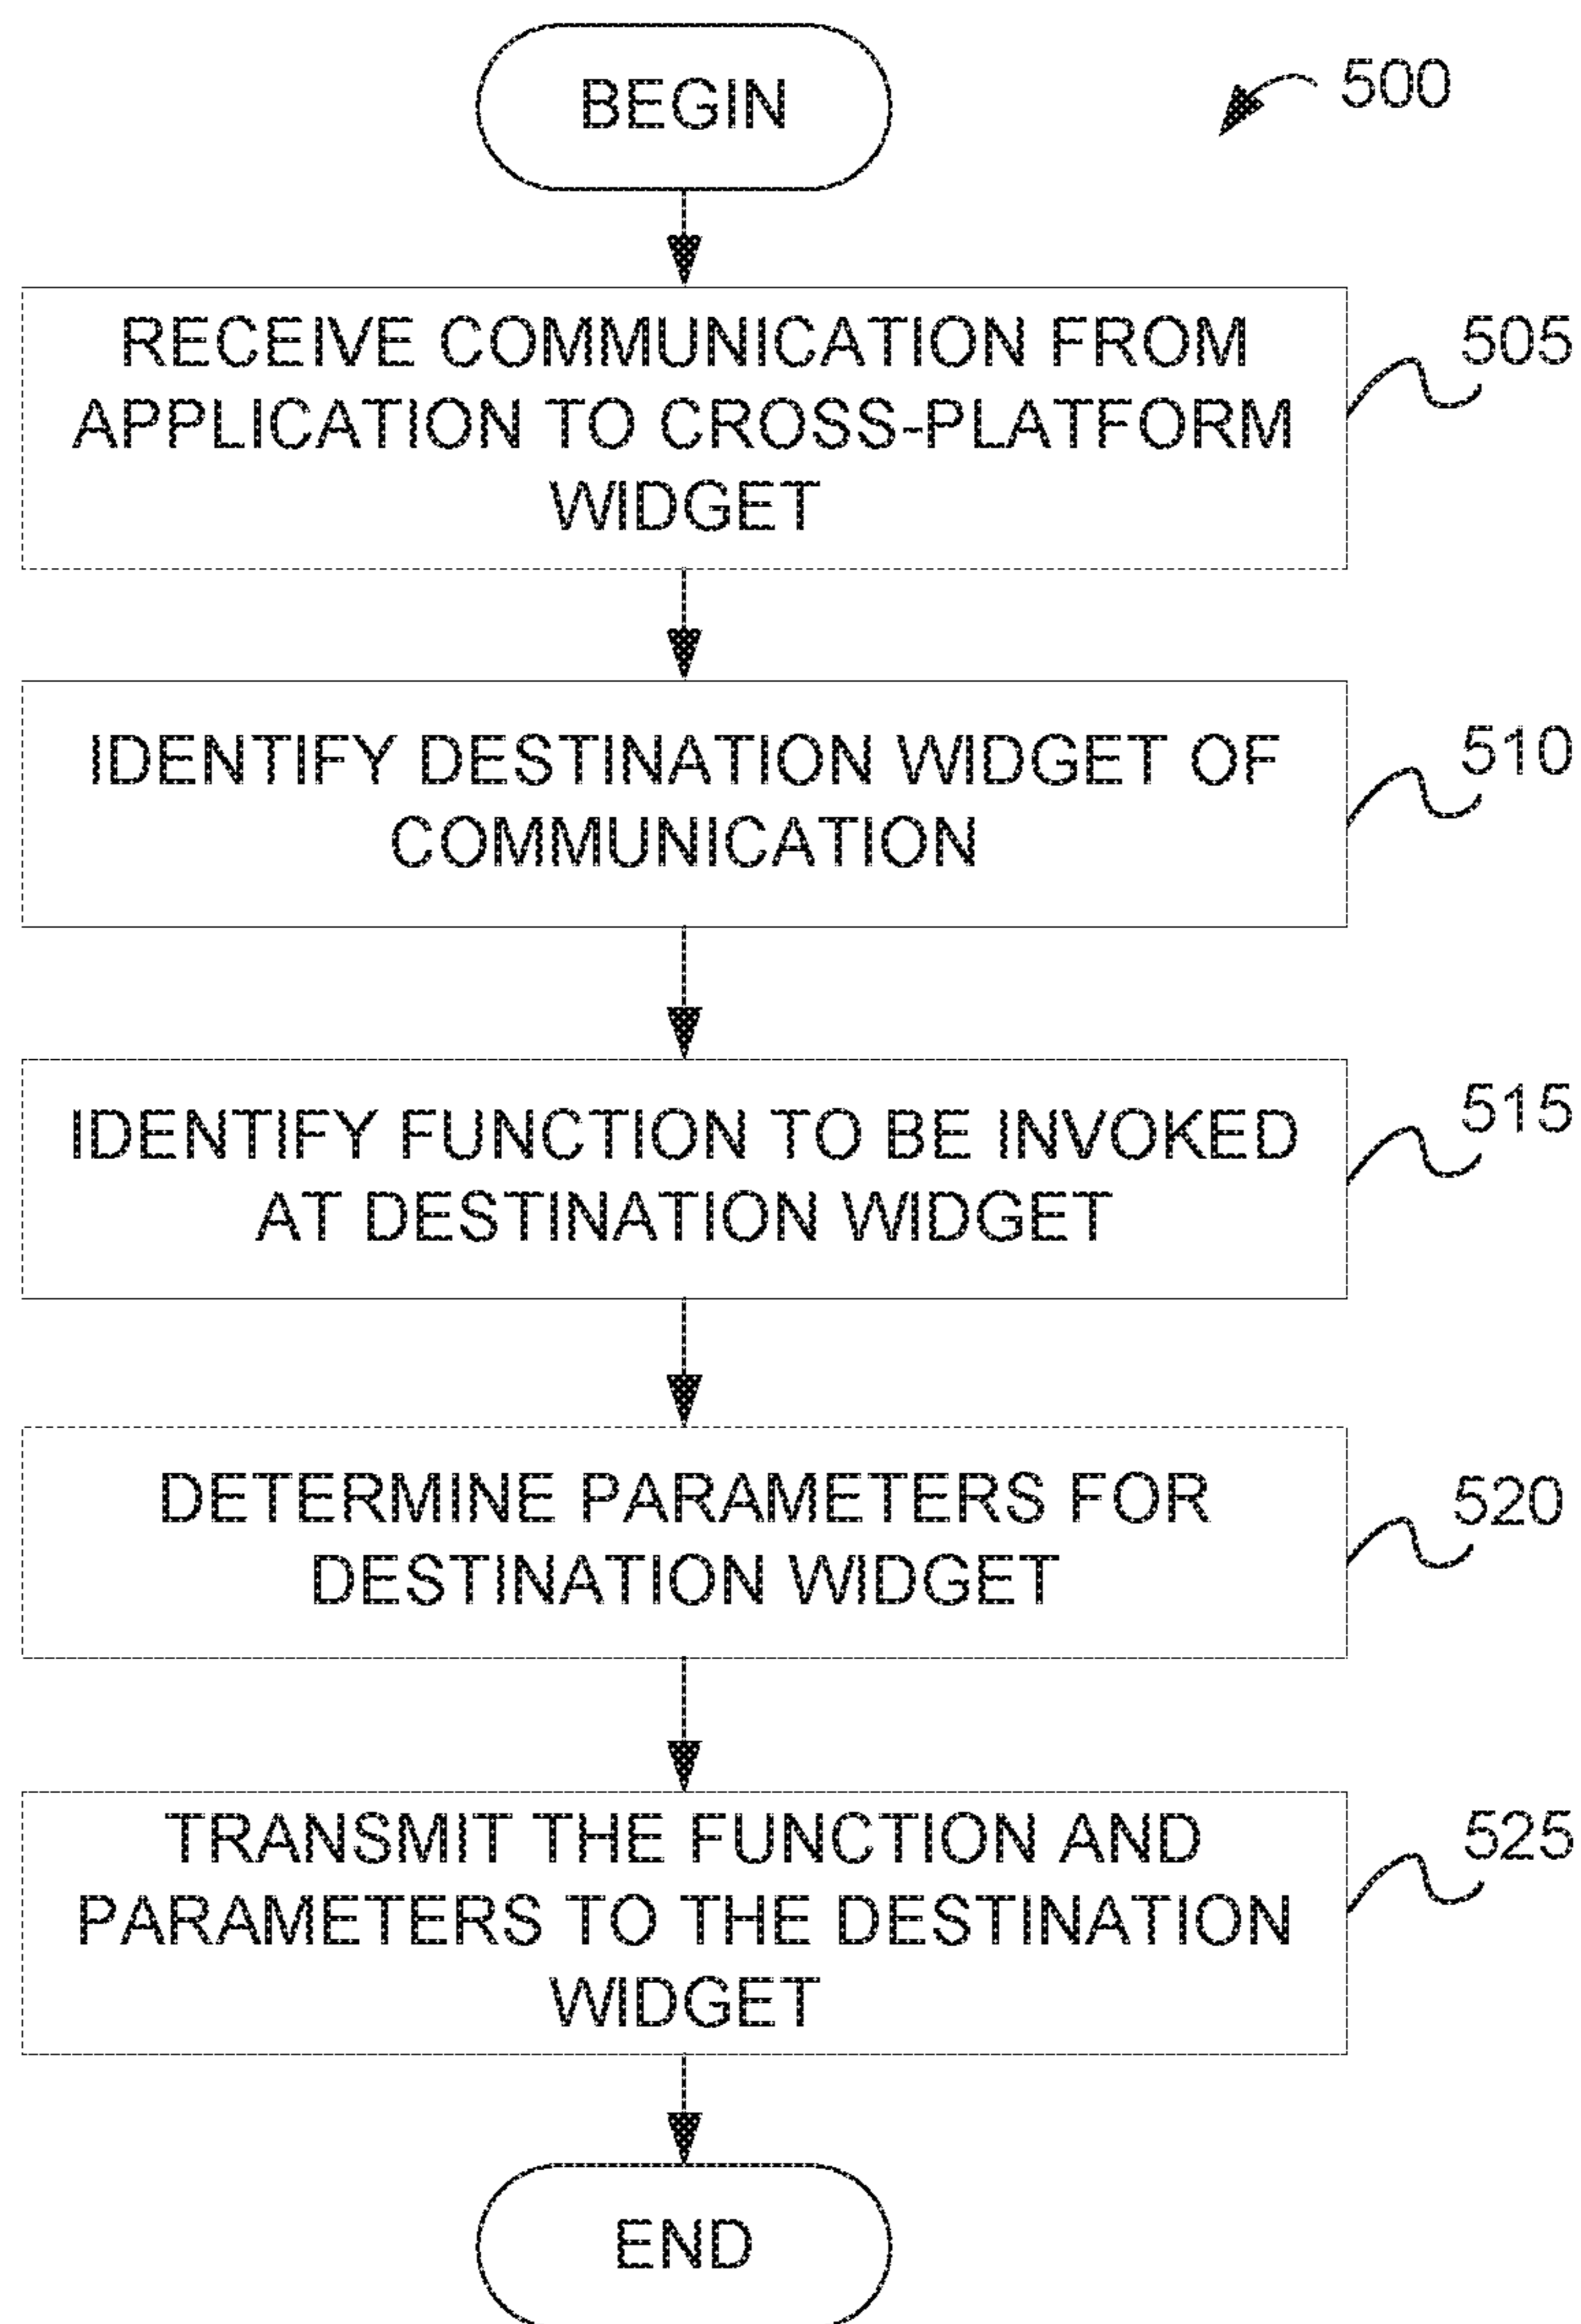 BEGIN
500
RECEIVE COMMUNICATION FROM
APPLICATION TO CROSS-PLATFORM
WIDGET
505
IDENTIFY DESTINATION WIDGET OF
COMMUNICATION
510
IDENTIFY FUNCTION TO BE INVOKED
AT DESTINATION WIDGET
515
DETERMINE PARAMETERS FOR
DESTINATION WIDGET
520
TRANSMIT THE FUNCTION AND
PARAMETERS TO THE DESTINATION
WIDGET
525
END